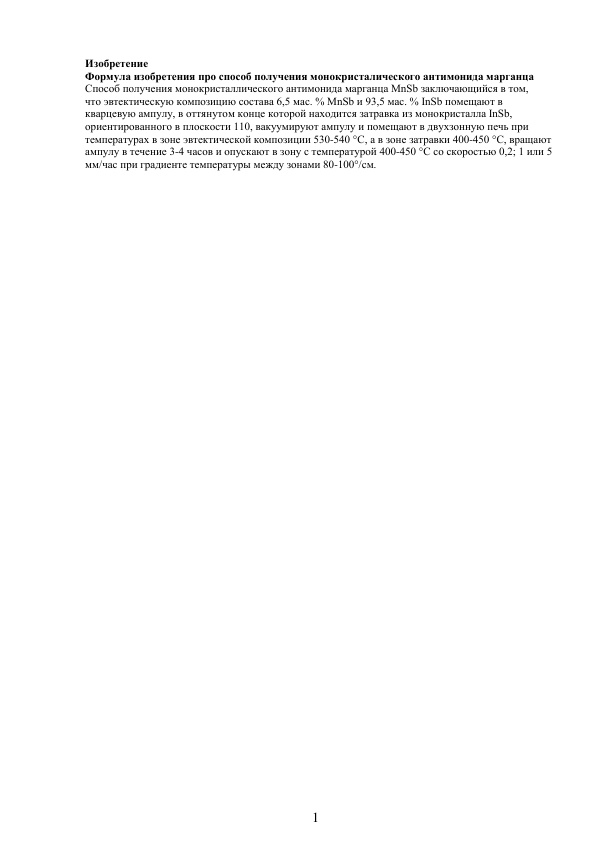 Изобретение
Формула изобретения про способ получения монокристалического антимонида марганца
Способ получения монокристаллического антимонида марганца MnSb заключающийся в том,
что эвтектическую композицию состава 6,5 мас. % MnSb и 93,5 мас. % InSb помещают в
кварцевую ампулу, в оттянутом конце которой находится затравка из монокристалла InSb,
ориентированного в плоскости 110, вакуумируют ампулу и помещают в двухзонную печь при
температурах в зоне эвтектической композиции 530-540 °С, а в зоне затравки 400-450 °С, вращают
ампулу в течение 3-4 часов и опускают в зону с температурой 400-450 °С со скоростью 0,2; 1 или 5
мм/час при градиенте температуры между зонами 80-100°/см.
1